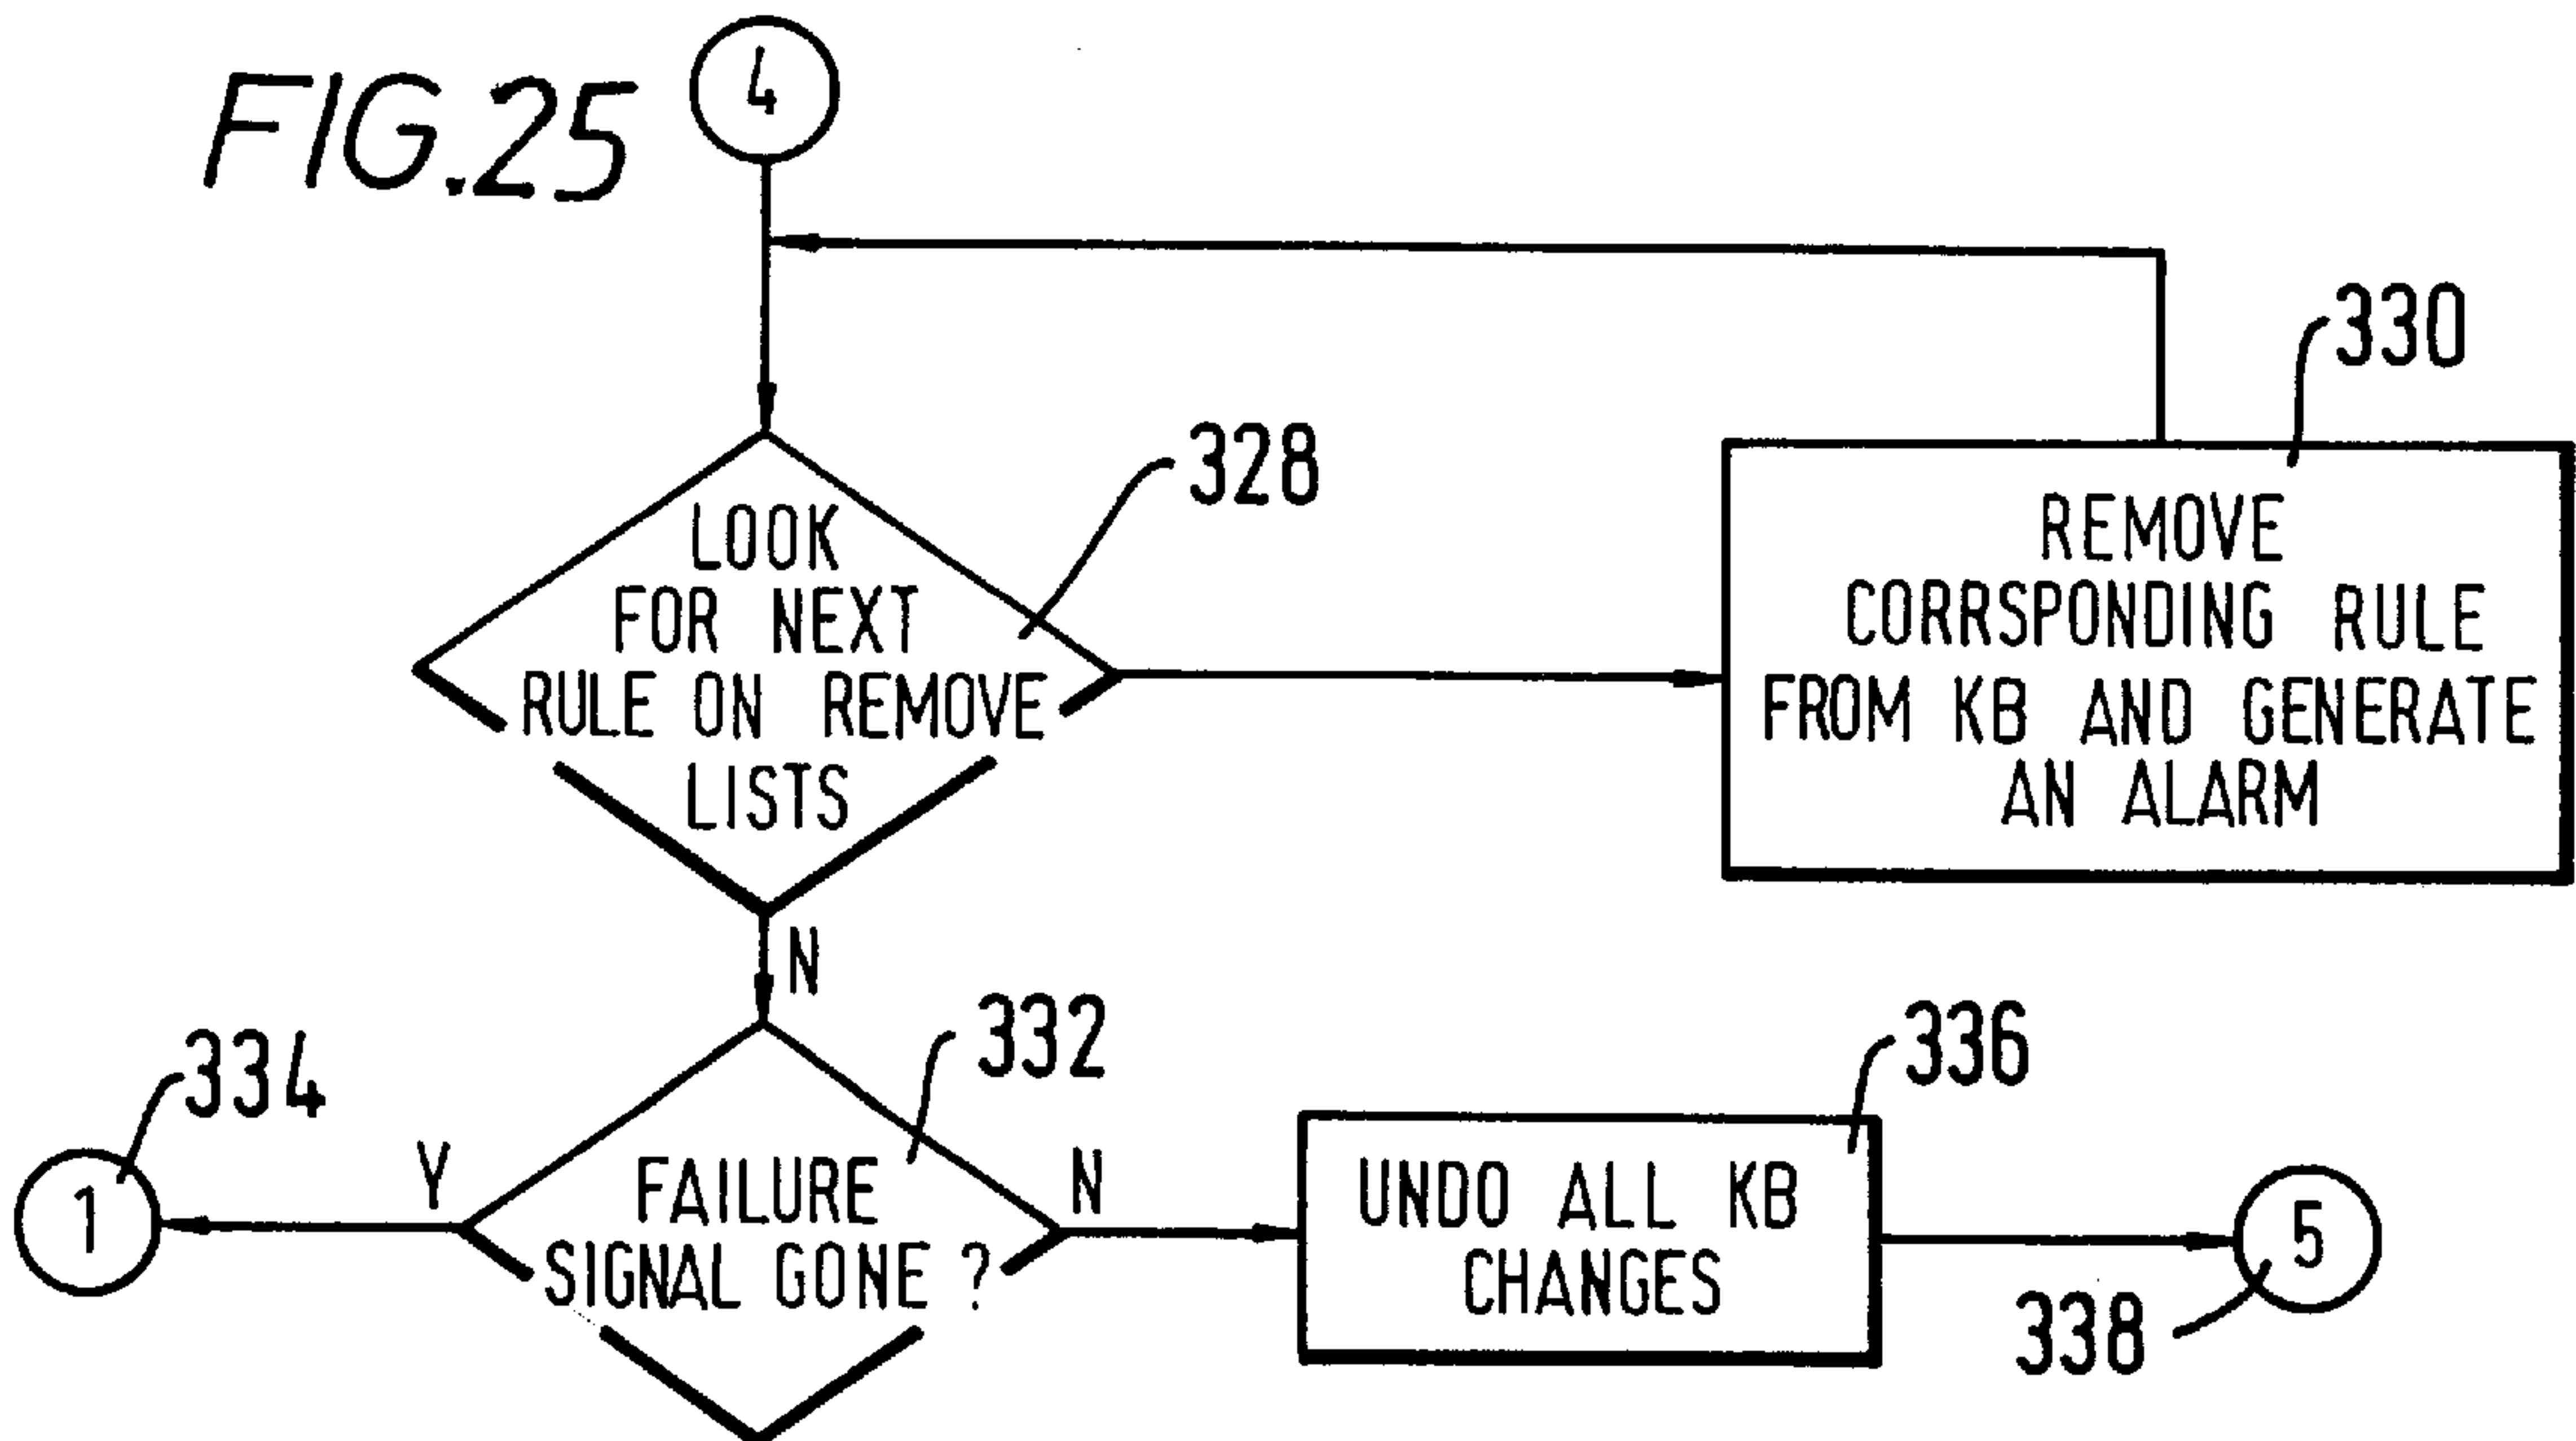 FIG.25
4
330
328
LOOK
FOR NEXT
RULE ON REMOVE
LISTS
REMOVE
CORRSPONDING RULE
FROM KB AND GENERATE
AN ALARM
N
334
332
336
1
Y
FAILURE
SIGNAL GONE ?
N
UNDO ALL KB
CHANGES
5
338